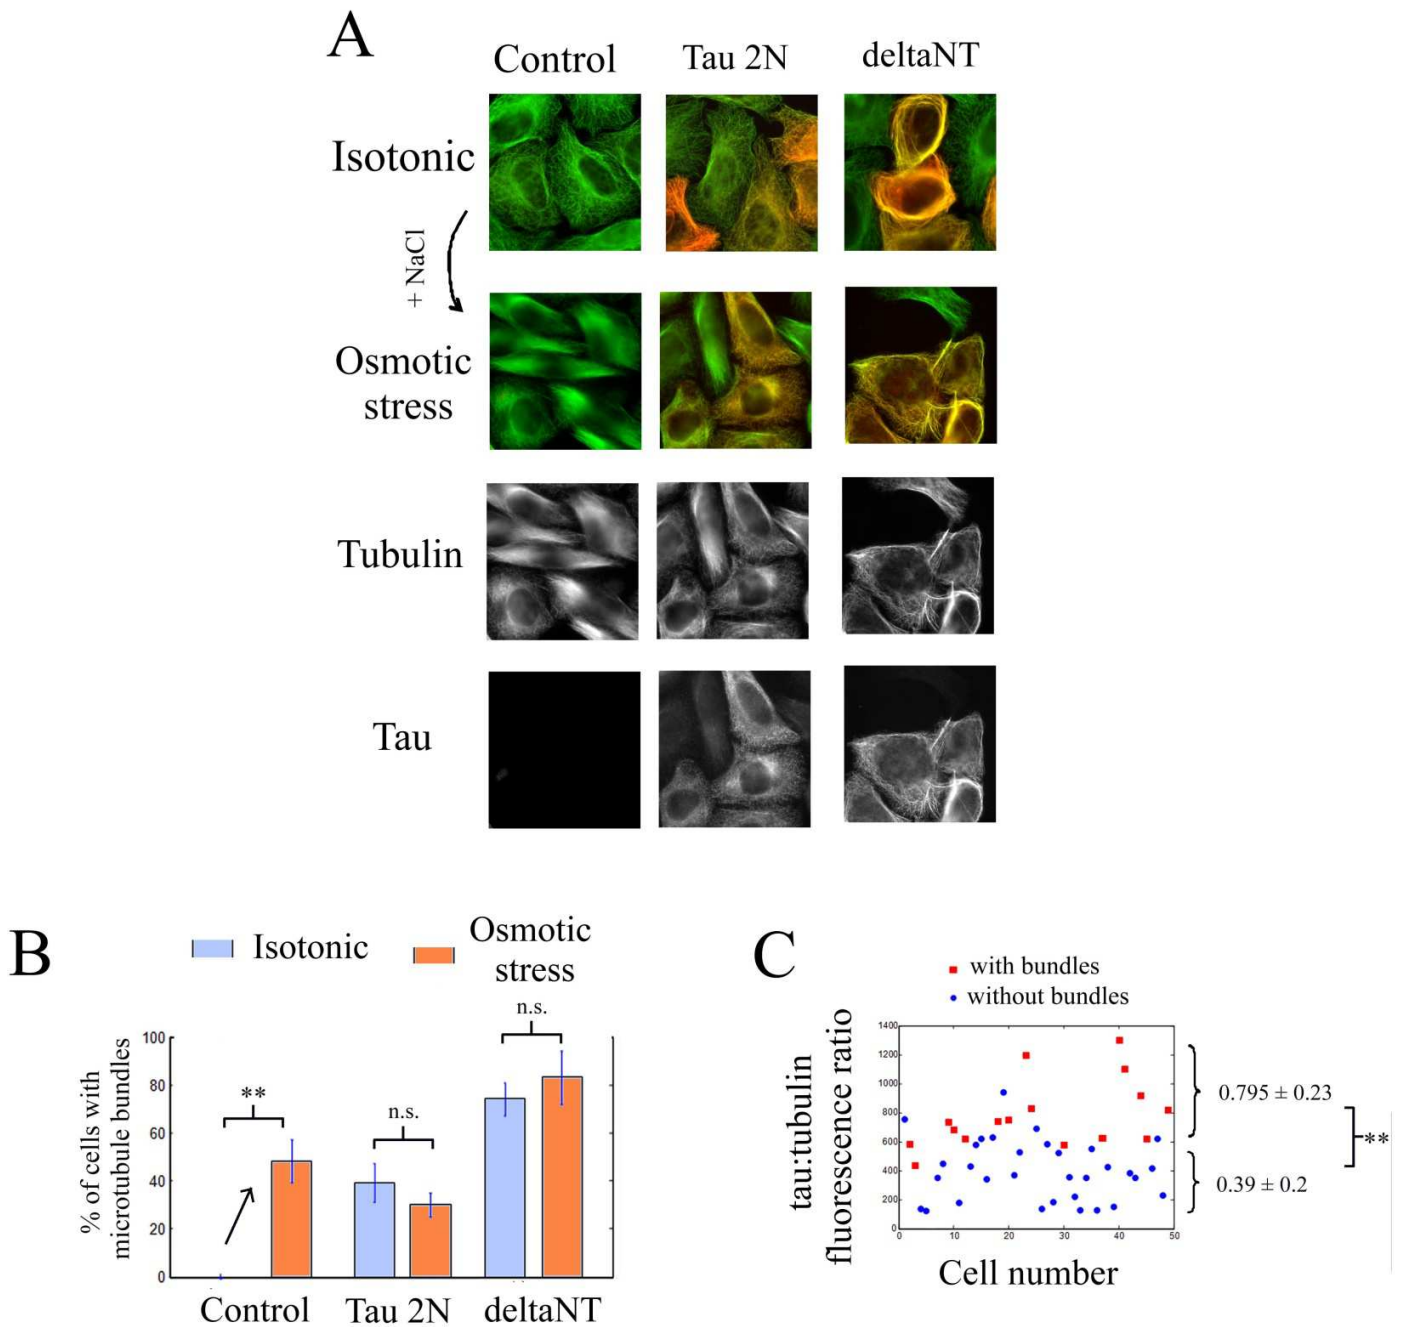 A
Control
Tau 2N
deltaNT
Isotonic
+ NaCl
Osmotic
stress
Tubulin
Tau
B
Isotonic
Osmotic
stress
% of cells with
microtubule bundles
100
80
60
40
20
0
**
n.s.
n.s.
Control
Tau 2N
deltaNT
C
with bundles
without bundles
tau:tubulin
fluorescence ratio
1400
1200
1000
800
600
400
200
0
0
10
20
30
40
50
Cell number
0.795 ± 0.23
**
0.39 ± 0.2